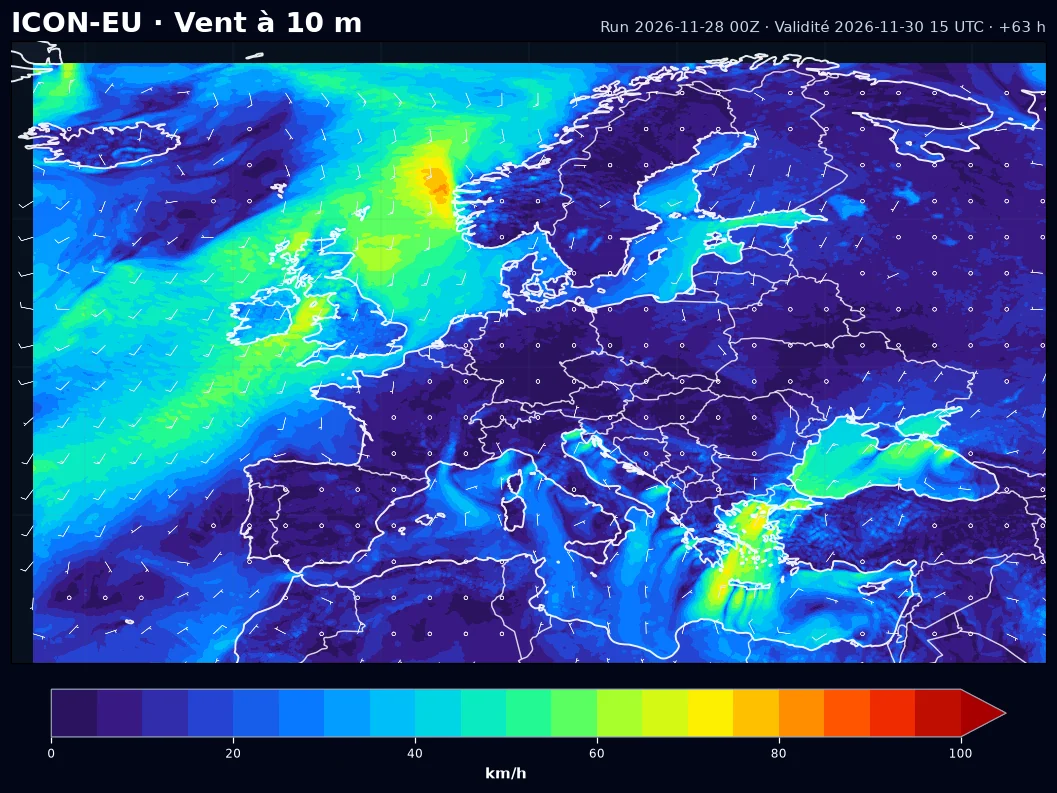 ICON-EU · Vent à 10 m
Run 2026-11-28 00Z · Validité 2026-11-30 15 UTC · +63 h
0 20 40 60 80 100
km/h